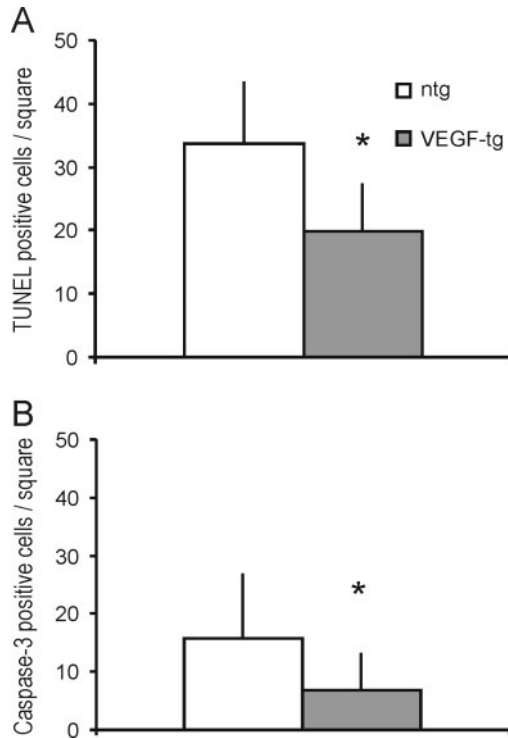 A
TUNEL positive cells / square
50
40
30
20
10
0
ntg
* VEGF-tg
B
Caspase-3 positive cells / square
50
40
30
20
10
0
*